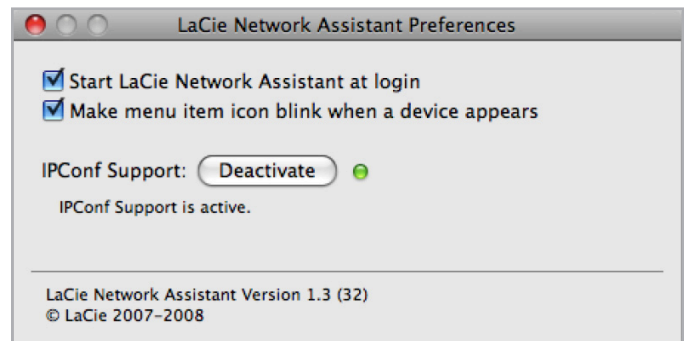 LaCie Network Assistant Preferences
Start LaCie Network Assistant at login
Make menu item icon blink when a device appears
IPConf Support: Deactivate
IPConf Support is active.
LaCie Network Assistant Version 1.3 (32)
© LaCie 2007–2008